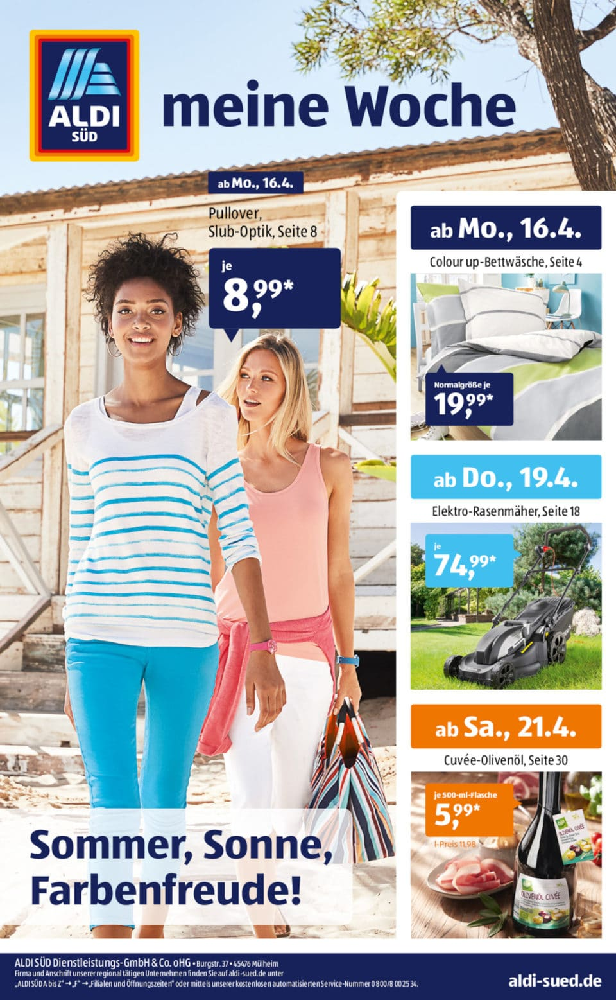 ALDI
SÜD
meine Woche
ab Mo., 16.4.
Pullover,
Slub-Optik, Seite 8
je
8,99*
ab Mo., 16.4.
Colour up-Bettwäsche, Seite 4
Normalgröße je
19,99*
ab Do., 19.4.
Elektro-Rasenmäher, Seite 18
je
74,99*
ab Sa., 21.4.
Cuvée-Olivenöl, Seite 30
je 500-ml-Flasche
5,99*
l-Preis 11,98
OLIVENÖL CUVÉE
OLIVENÖL CUVÉE
Sommer, Sonne,
Farbenfreude!
ALDI SÜD Dienstleistungs-GmbH & Co. oHG • Burgstr. 37 • 45476 Mülheim
Firma und Anschrift unserer regional tätigen Unternehmen finden Sie auf aldi-sued.de unter
„ALDI SÜD A bis Z“ → „F“ → „Filialen und Öffnungszeiten“ oder mittels unserer kostenlosen automatisierten Service-Nummer 0 800/8 00 25 34.
aldi-sued.de